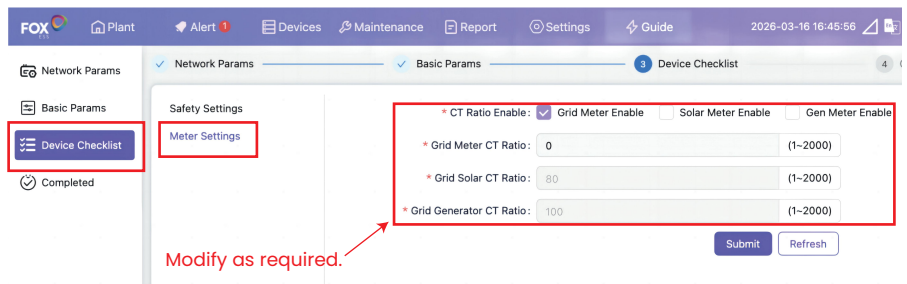 FOX ESS Plant Alert 1 Devices Maintenance Report Settings Guide 2026-03-16 16:45:56
Network Params
Basic Params
Device Checklist
Completed
Network Params Basic Params 3 Device Checklist 4
Safety Settings
Meter Settings
* CT Ratio Enable: Grid Meter Enable Solar Meter Enable Gen Meter Enable
* Grid Meter CT Ratio: 0 (1~2000)
* Grid Solar CT Ratio: 80 (1~2000)
* Grid Generator CT Ratio: 100 (1~2000)
Submit Refresh
Modify as required.